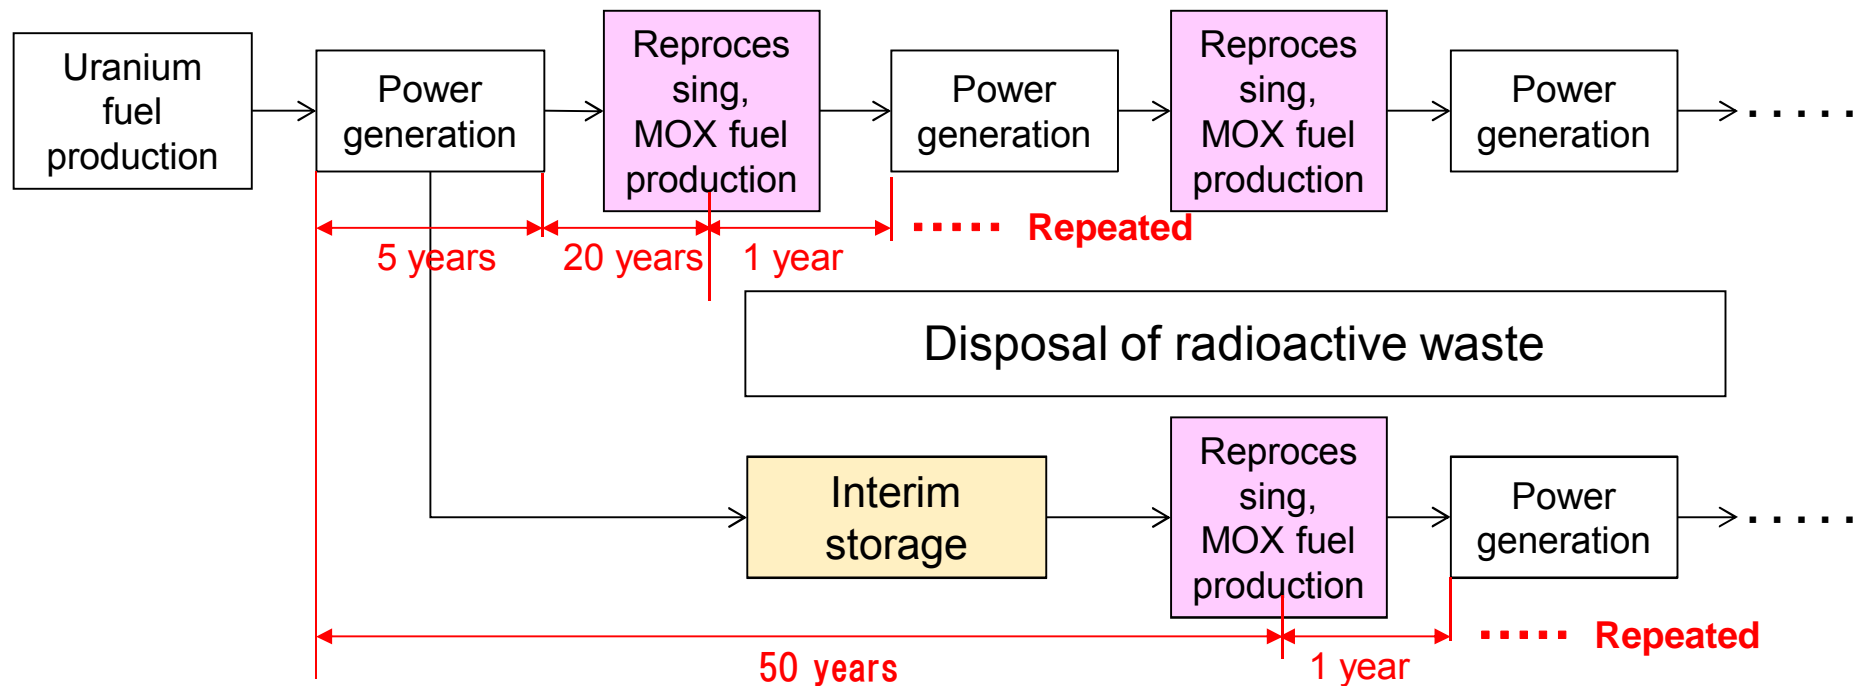 Uranium
fuel
production
Power
generation
Reproces
sing,
MOX fuel
production
Power
generation
Reproces
sing,
MOX fuel
production
Power
generation
.....
5 years
20 years
1 year
..... Repeated
Disposal of radioactive waste
Interim
storage
Reproces
sing,
MOX fuel
production
Power
generation
.....
50 years
1 year
..... Repeated